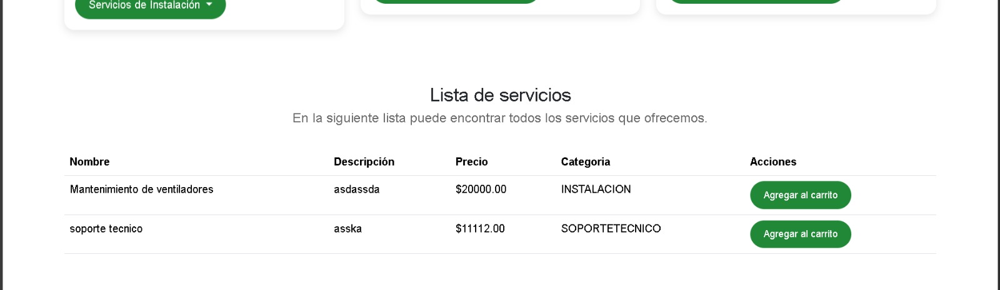 Servicios de Instalación
Lista de servicios
En la siguiente lista puede encontrar todos los servicios que ofrecemos.
Nombre Descripción Precio Categoria Acciones
Mantenimiento de ventiladores asdassda $20000.00 INSTALACION Agregar al carrito
soporte tecnico asska $11112.00 SOPORTETECNICO Agregar al carrito